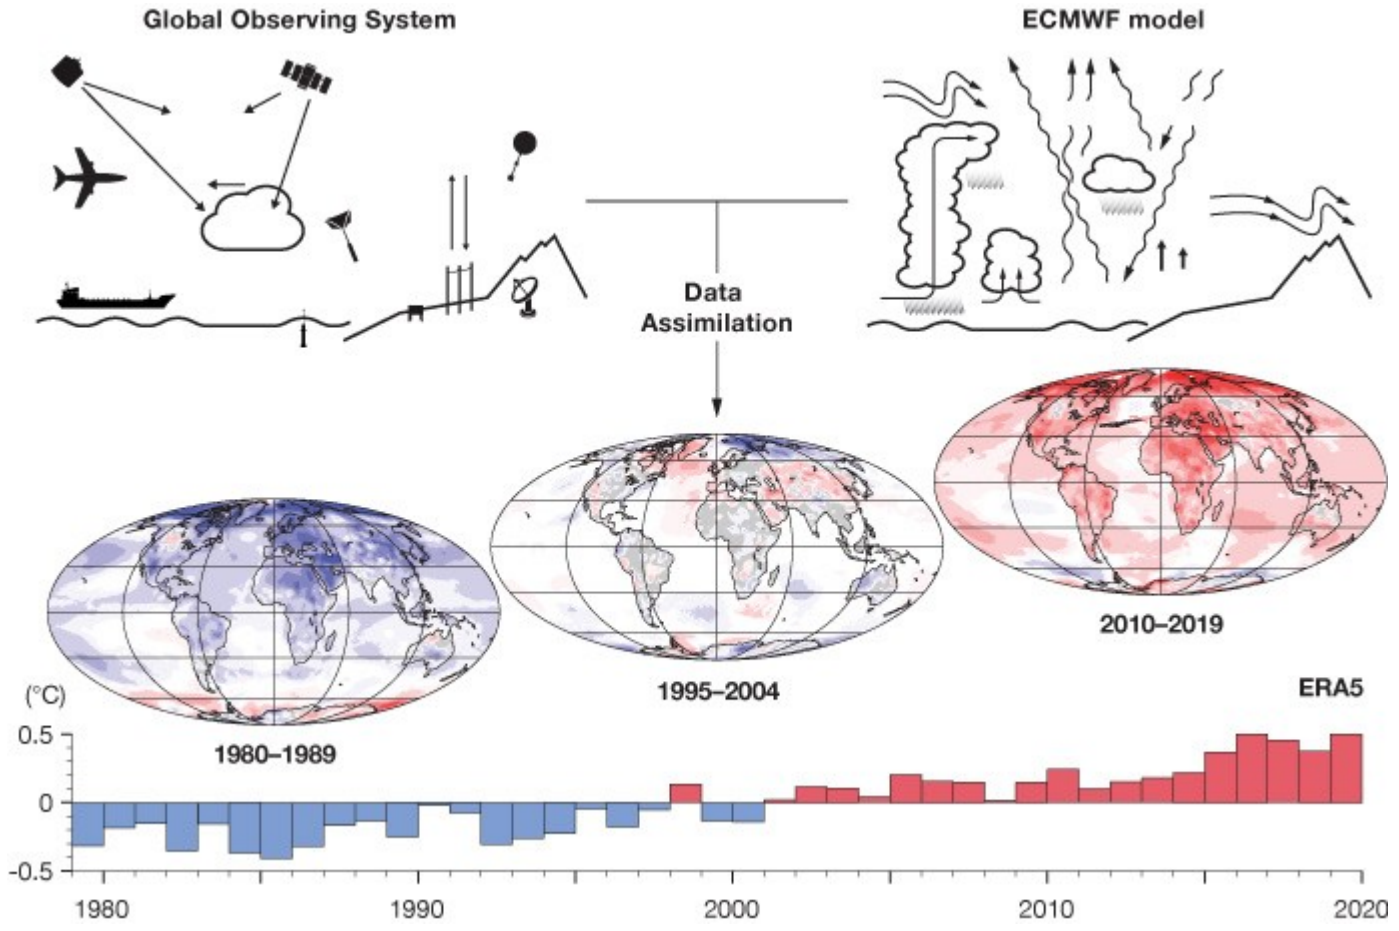 Global Observing System
ECMWF model
Data
Assimilation
2010–2019
1995–2004
1980–1989
ERA5
(°C)
0.5
0
-0.5
1980
1990
2000
2010
2020